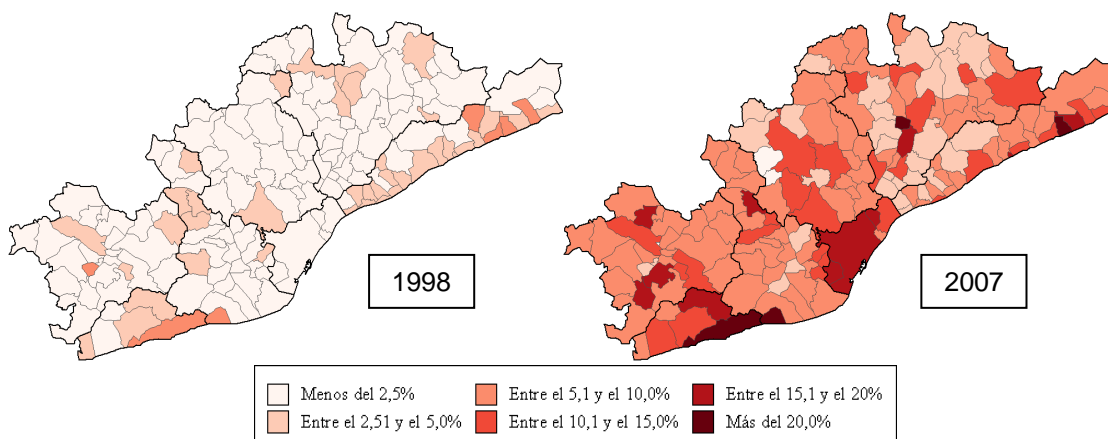 1998
2007
Menos del 2,5% Entre el 5,1 y el 10,0% Entre el 15,1 y el 20%
Entre el 2,51 y el 5,0% Entre el 10,1 y el 15,0% Más del 20,0%